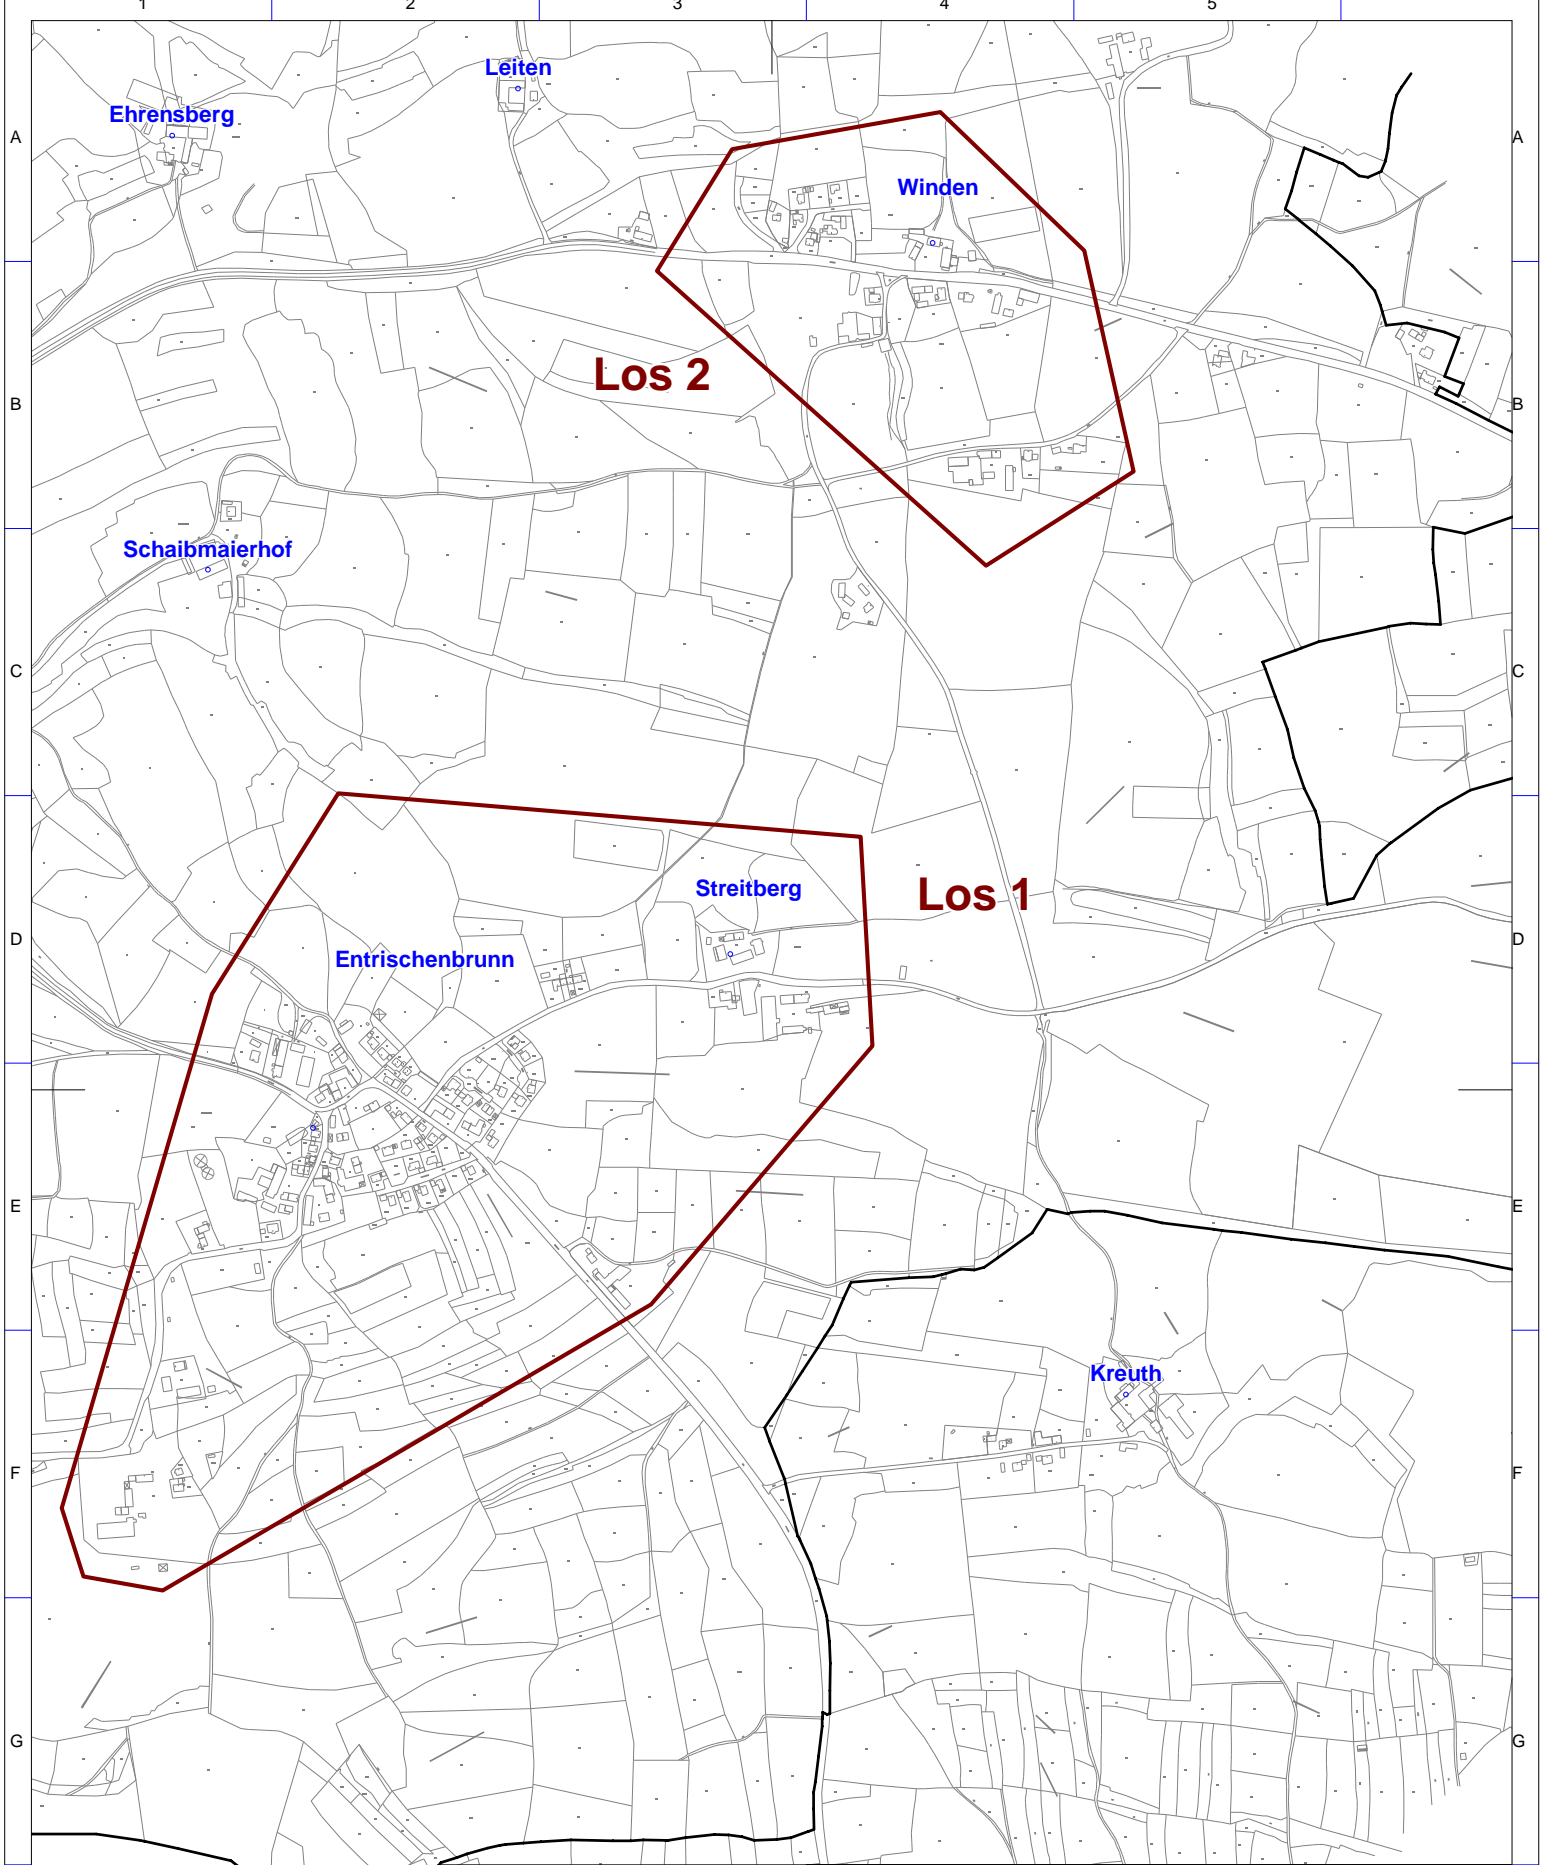 1 2 3 4 5
Leiten
Ehrensberg
A A
Winden
Los 2
B B
Schaibmaierhof
C C
Streitberg
Los 1
D D
Entrischenbrunn
E E
Kreuth
F F
G G